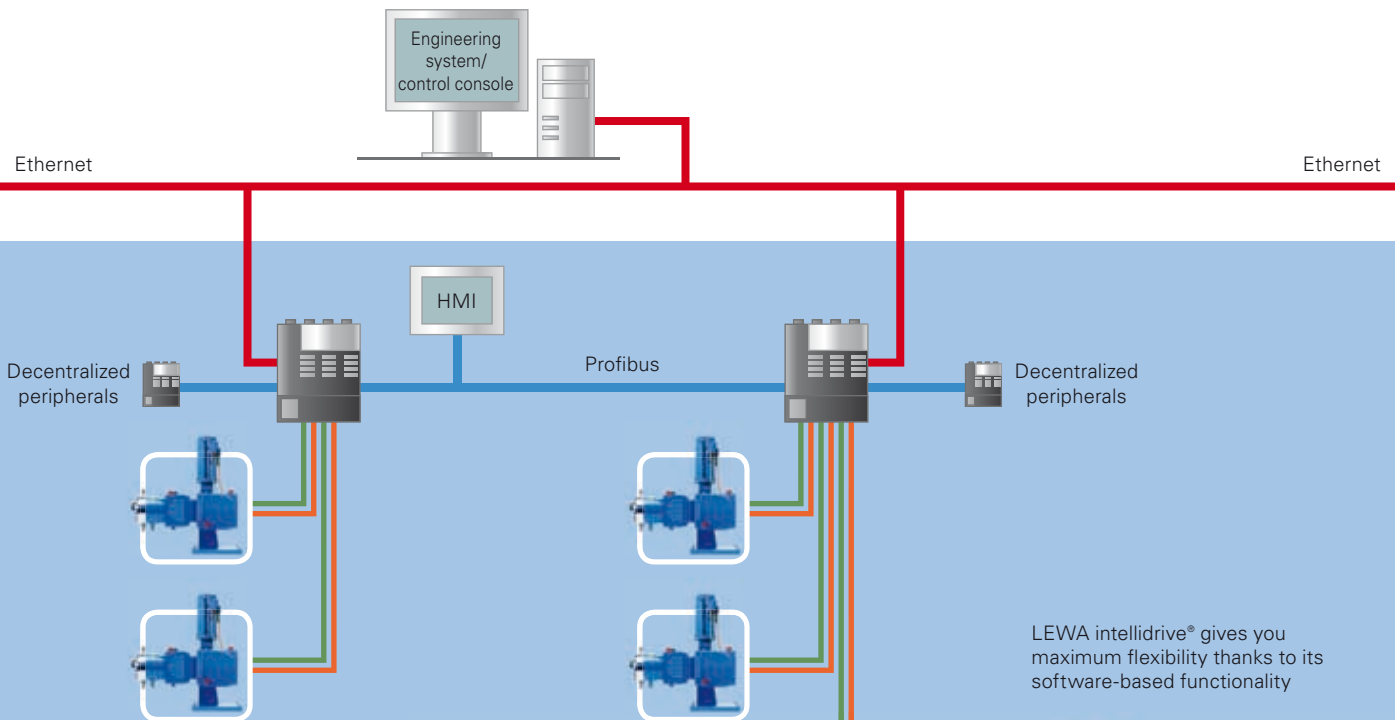 Engineering
system/
control console
Ethernet
Ethernet
HMI
Profibus
Decentralized
peripherals
Decentralized
peripherals
LEWA intellidrive® gives you
maximum flexibility thanks to its
software-based functionality